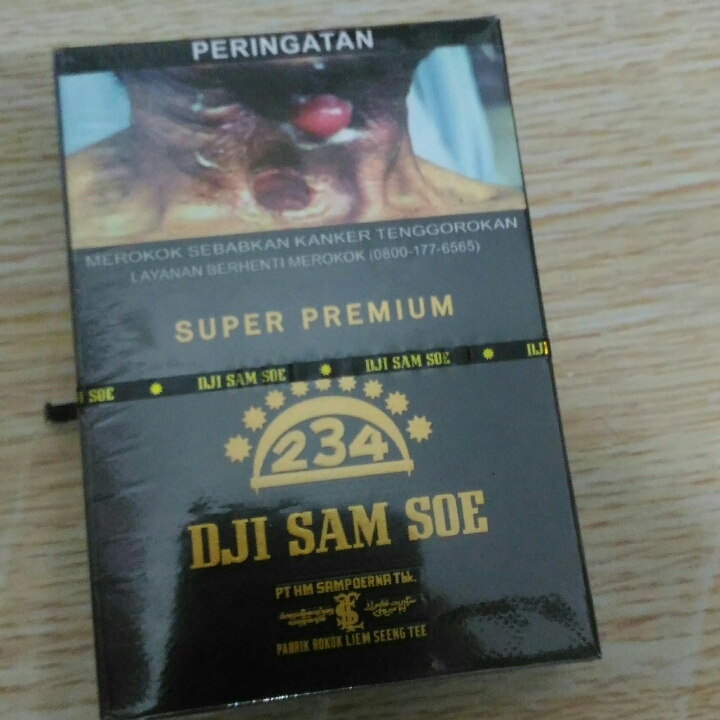 PERINGATAN
MEROKOK SEBABKAN KANKER TENGGOROKAN
LAYANAN BERHENTI MEROKOK (0800-177-6565)
SUPER PREMIUM
SOE DJI SAM SOE DJI SAM SOE DJI
234
DJI SAM SOE
PT HM SAMPOERNA Tbk.
PABRIK ROKOK LIEM SEENG TEE